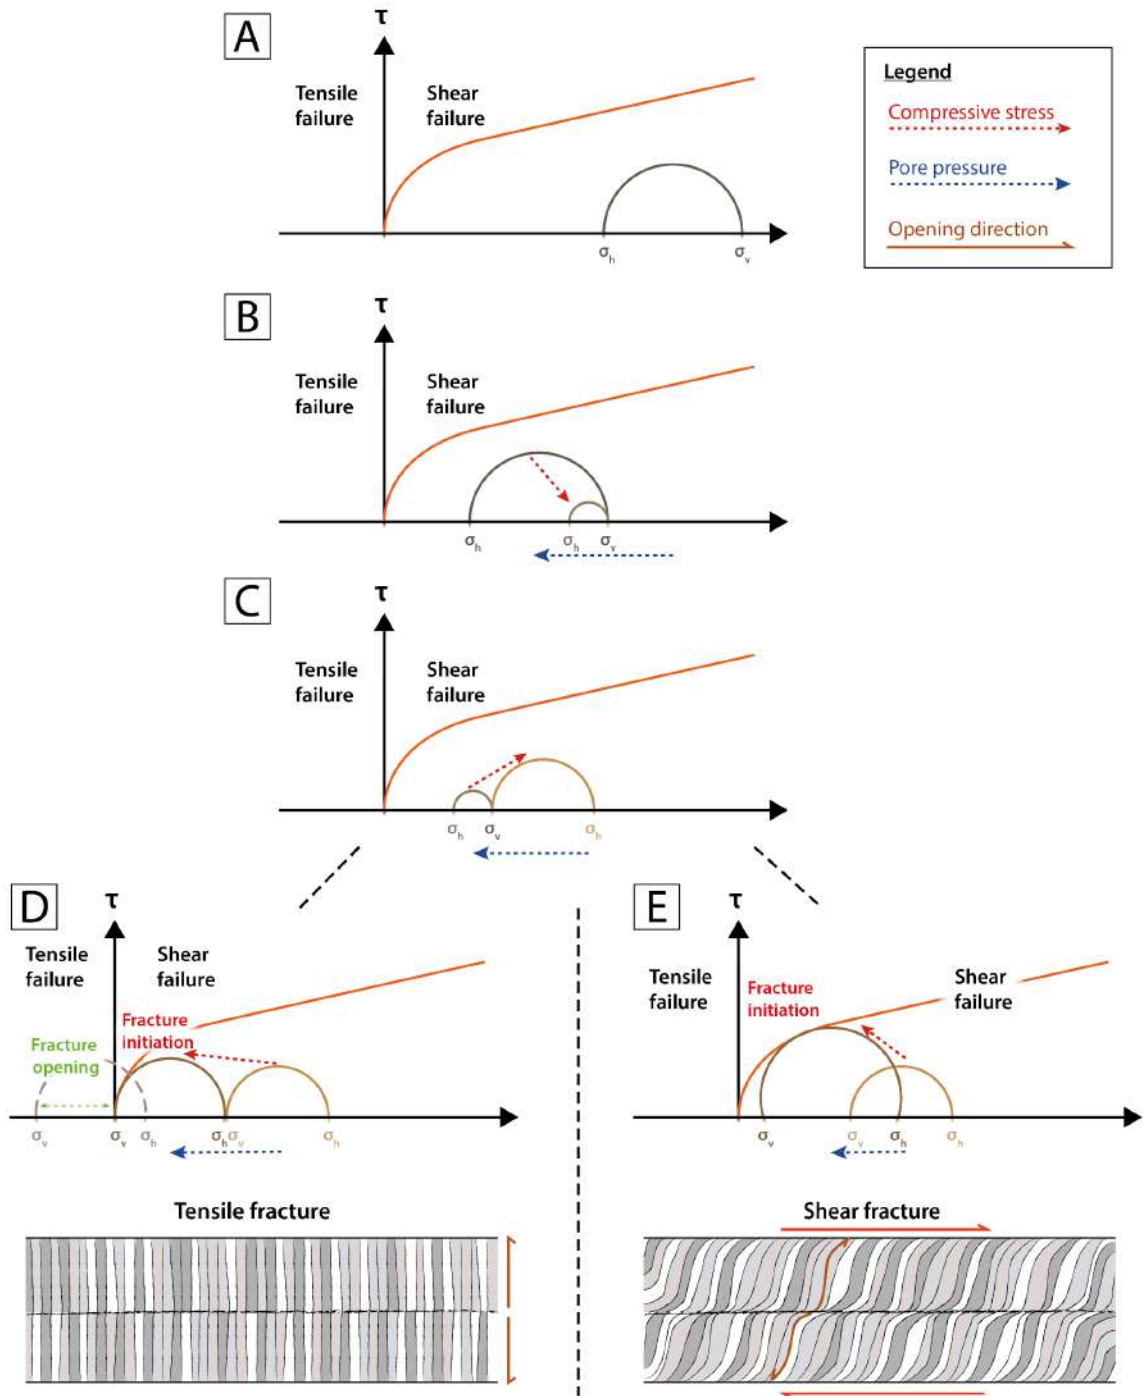 A
τ
Tensile
failure
Shear
failure
σh
σv
Legend
Compressive stress
Pore pressure
Opening direction
B
τ
Tensile
failure
Shear
failure
σh
σh
σv
C
τ
Tensile
failure
Shear
failure
σh
σv
σh
D
τ
Tensile
failure
Shear
failure
Fracture
initiation
Fracture
opening
σv
σv
σh
σh
σv
σh
Tensile fracture
E
τ
Tensile
failure
Fracture
initiation
Shear
failure
σv
σv
σh
σh
Shear fracture